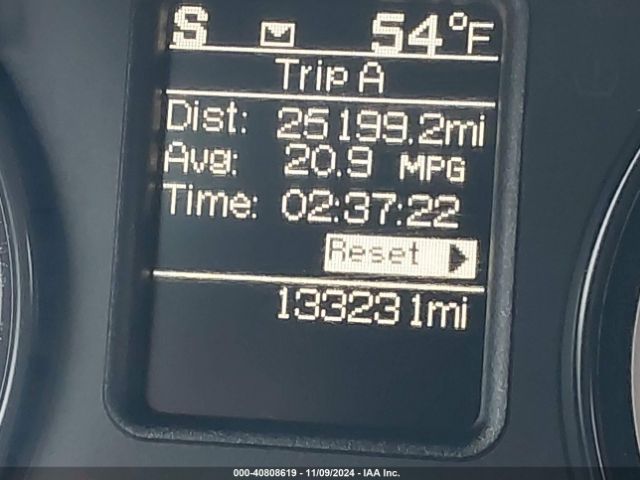 S 54°F
Trip A
Dist: 25199.2mi
Avg: 20.9 MPG
Time: 02:37:22
Reset
133231mi
000-40808619 - 11/09/2024 - IAA Inc.